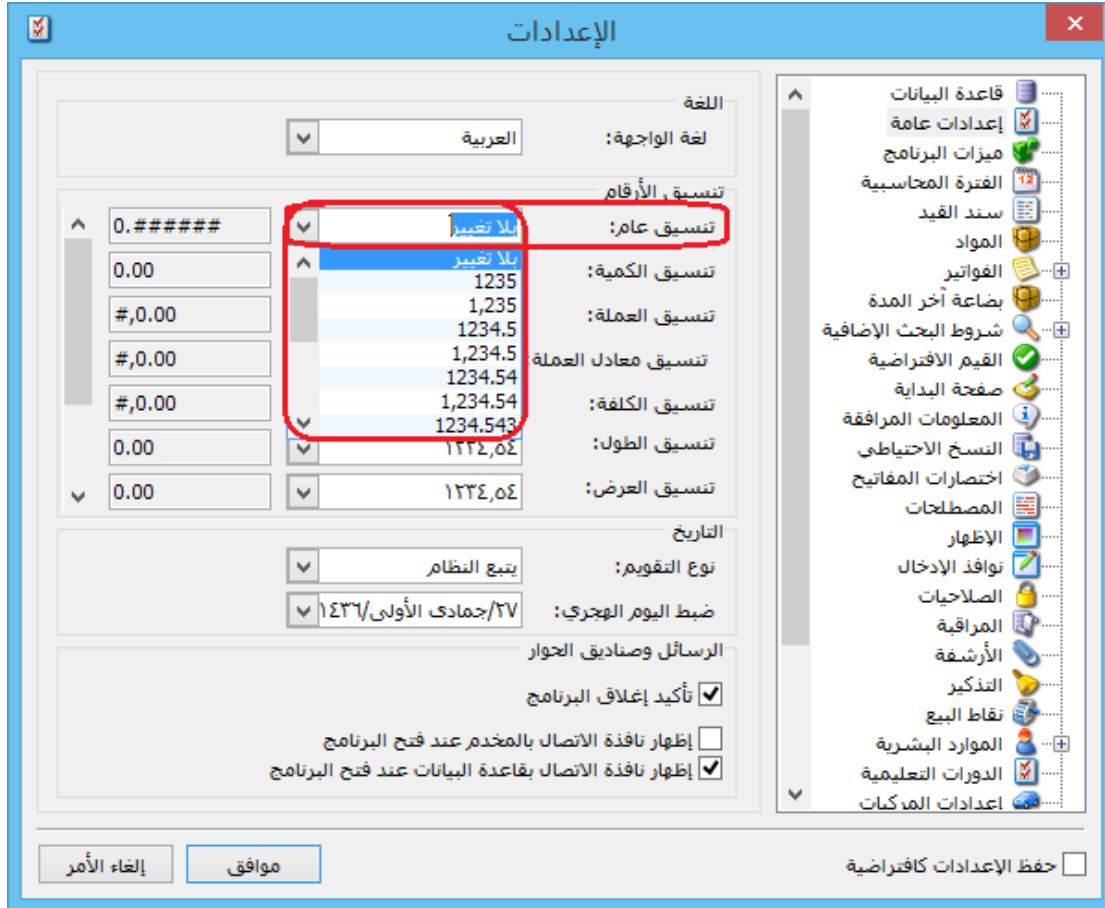 الإعدادات
قاعدة البيانات
إعدادات عامة
ميزات البرنامج
الفترة المحاسبية
سند القيد
المواد
الفواتير
بضاعة آخر المدة
شروط البحث الإضافية
القيم الافتراضية
صفحة البداية
المعلومات المرافقة
النسخ الاحتياطي
اختصارات المفاتيح
المصطلحات
الإظهار
نوافذ الإدخال
الصلاحيات
المراقبة
الأرشفة
التذكير
نقاط البيع
الموارد البشرية
الدورات التعليمية
إعدادات المركبات
اللغة
لغة الواجهة: العربية
تنسيق الأرقام
تنسيق عام: بلا تغيير 0.######
تنسيق الكمية: 0.00
تنسيق العملة: #,0.00
تنسيق معادل العملة: #,0.00
تنسيق الكلفة: #,0.00
تنسيق الطول: ١٢٣٤,٥٤ 0.00
تنسيق العرض: ١٢٣٤,٥٤ 0.00
بلا تغيير
1235
1,235
1234.5
1,234.5
1234.54
1,234.54
1234.543
التاريخ
نوع التقويم: يتبع النظام
ضبط اليوم الهجري: ٢٧/جمادى الأولى/١٤٣٦
الرسائل وصناديق الحوار
تأكيد إغلاق البرنامج
إظهار نافذة الاتصال بالمخدم عند فتح البرنامج
إظهار نافذة الاتصال بقاعدة البيانات عند فتح البرنامج
حفظ الإعدادات كافتراضية
موافق
إلغاء الأمر